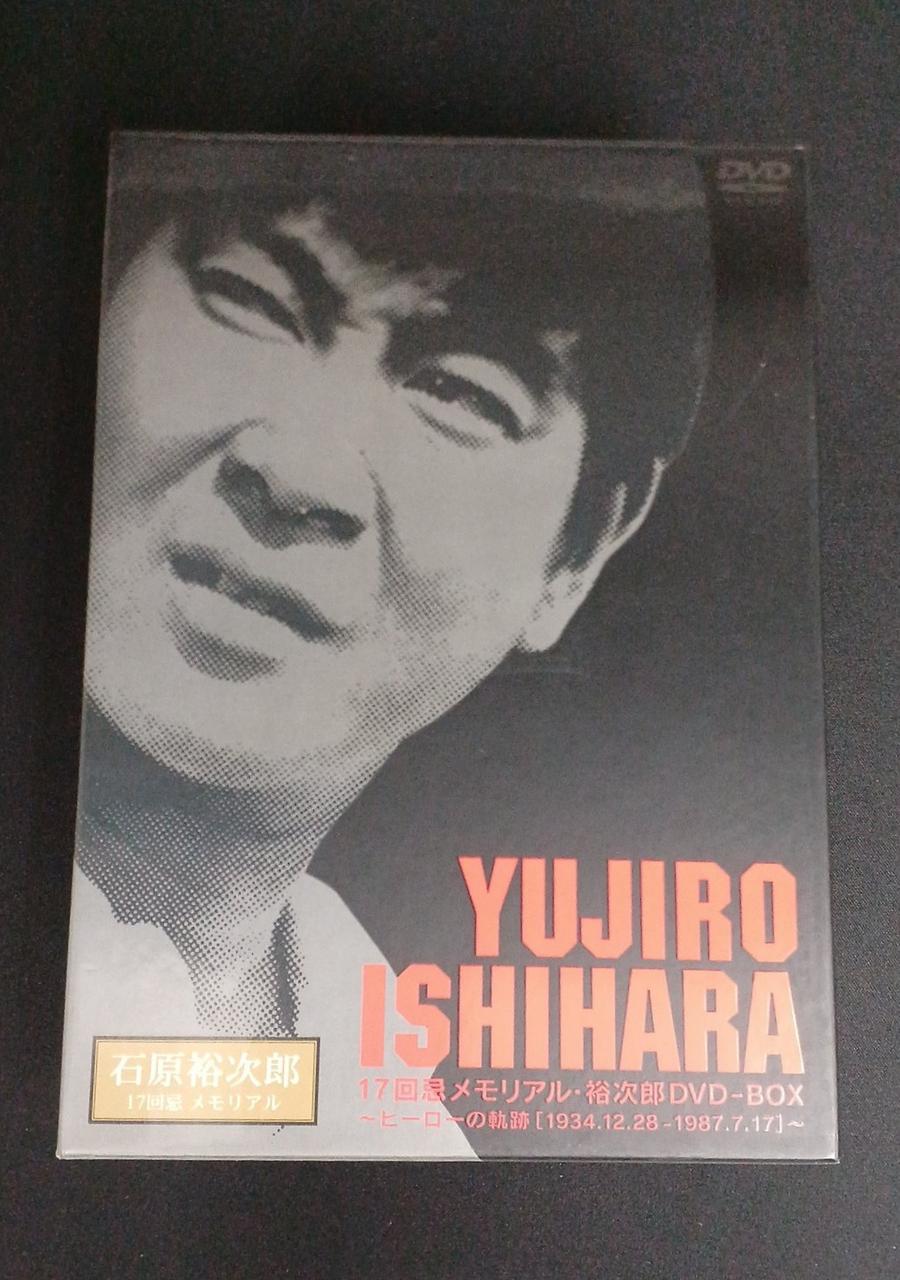 DVD
YUJIRO
ISHIHARA
17回忌メモリアル・裕次郎DVD-BOX
～ヒーローの軌跡[1934.12.28-1987.7.17]～
石原裕次郎
17回忌 メモリアル